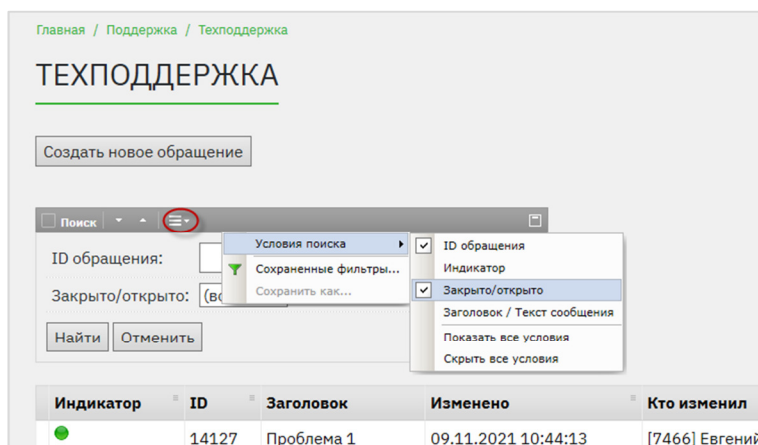 Главная / Поддержка / Техподдержка
ТЕХПОДДЕРЖКА
Создать новое обращение
Поиск
ID обращения:
Закрыто/открыто:
Найти Отменить
Условия поиска
Сохраненные фильтры...
Сохранить как...
ID обращения
Индикатор
Закрыто/открыто
Заголовок / Текст сообщения
Показать все условия
Скрыть все условия
Индикатор ID Заголовок Изменено Кто изменил
14127 Проблема 1 09.11.2021 10:44:13 [7466] Евгений